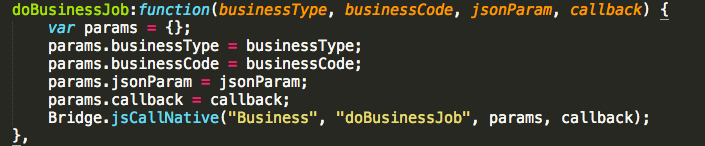 doBusinessJob:function(businessType, businessCode, jsonParam, callback) {
    var params = {};
    params.businessType = businessType;
    params.businessCode = businessCode;
    params.jsonParam = jsonParam;
    params.callback = callback;
    Bridge.jsCallNative("Business", "doBusinessJob", params, callback);
},